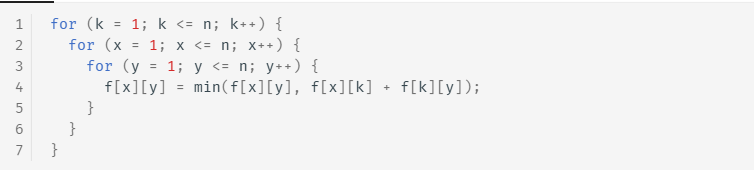 1 for (k = 1; k <= n; k++) {
2   for (x = 1; x <= n; x++) {
3     for (y = 1; y <= n; y++) {
4       f[x][y] = min(f[x][y], f[x][k] + f[k][y]);
5     }
6   }
7 }